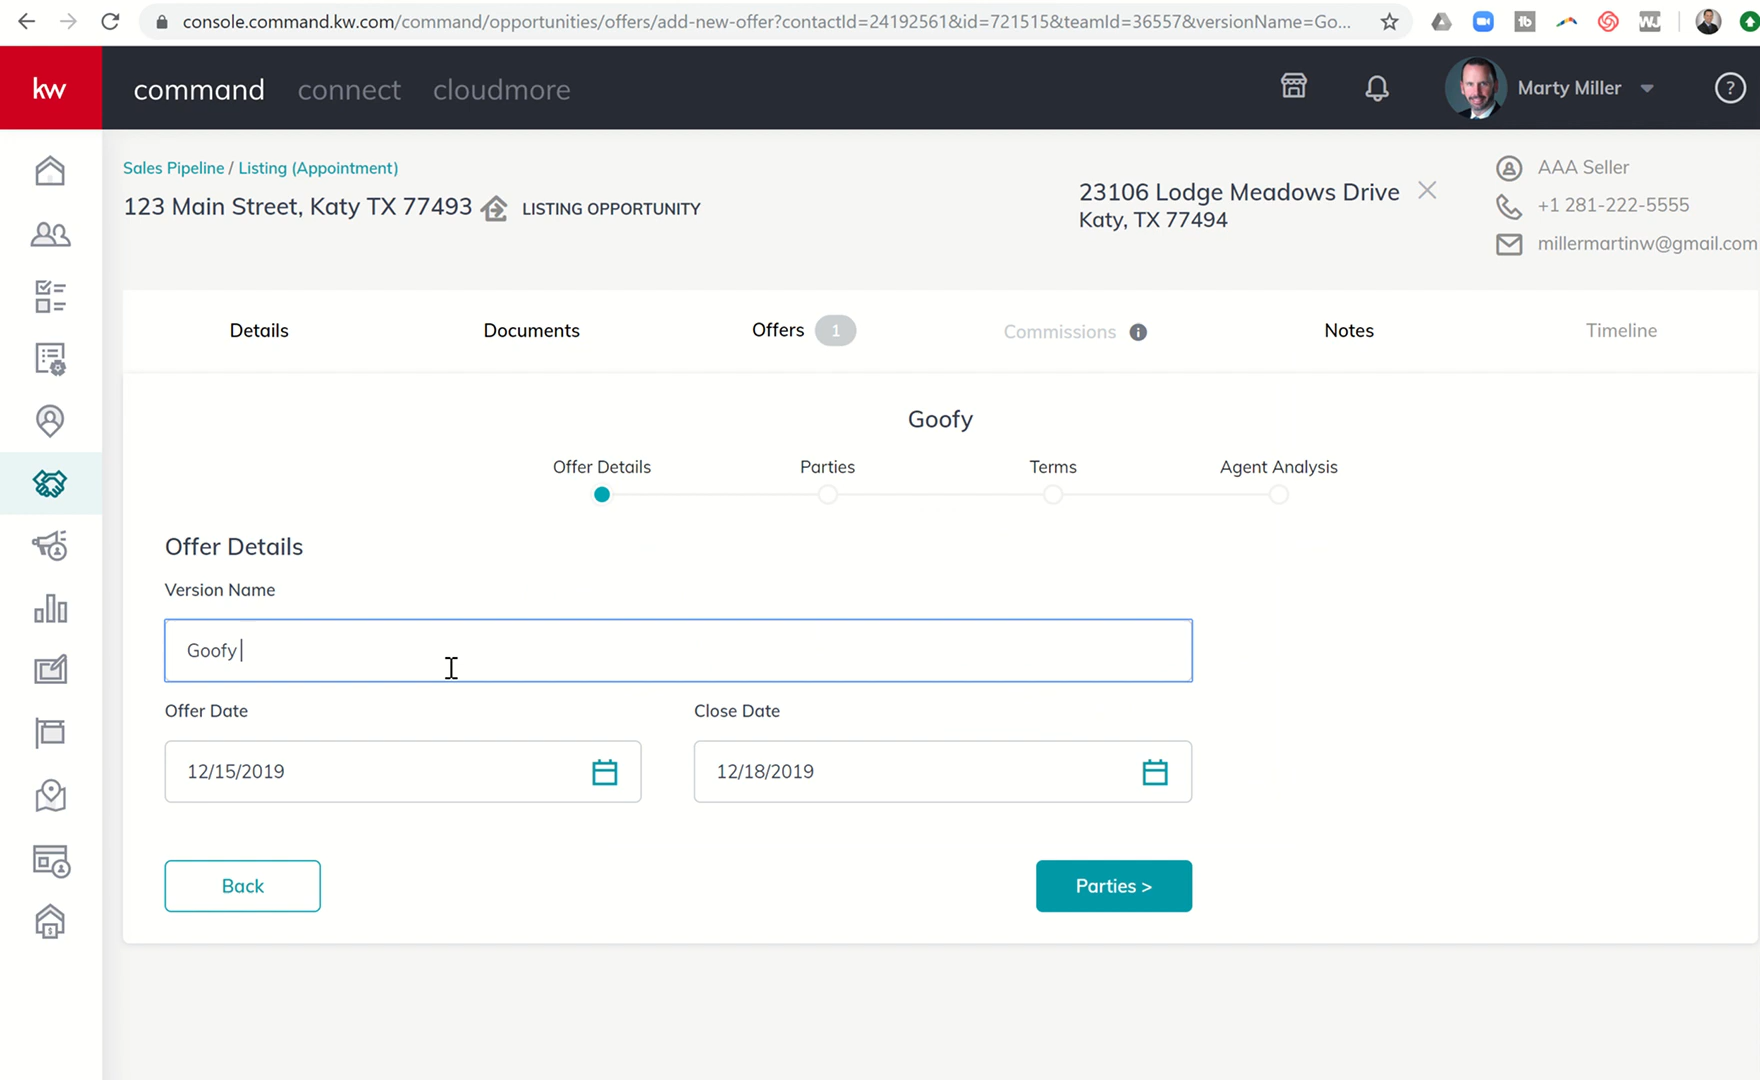 console.command.kw.com/command/opportunities/offers/add-new-offer?contactId=24192561&id=721515&teamId=36557&versionName=Go...
kw
command connect cloudmore
Marty Miller
?
Sales Pipeline / Listing (Appointment)
123 Main Street, Katy TX 77493 LISTING OPPORTUNITY
23106 Lodge Meadows Drive
Katy, TX 77494
AAA Seller
+1 281-222-5555
millermartinw@gmail.com
Details Documents Offers 1 Commissions i Notes Timeline
Goofy
Offer Details Parties Terms Agent Analysis
Offer Details
Version Name
Goofy
Offer Date Close Date
12/15/2019 12/18/2019
Back Parties >